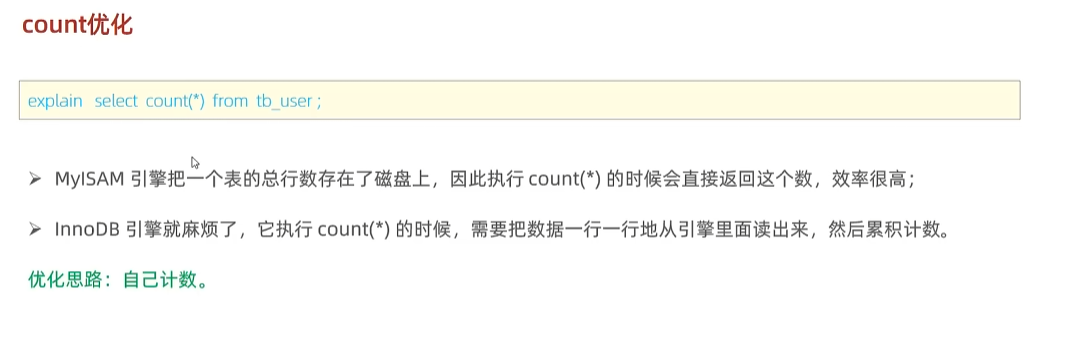 count优化
explain select count(*) from tb_user ;
➢ MyISAM 引擎把一个表的总行数存在了磁盘上，因此执行 count(*) 的时候会直接返回这个数，效率很高；
➢ InnoDB 引擎就麻烦了，它执行 count(*) 的时候，需要把数据一行一行地从引擎里面读出来，然后累积计数。
优化思路：自己计数。